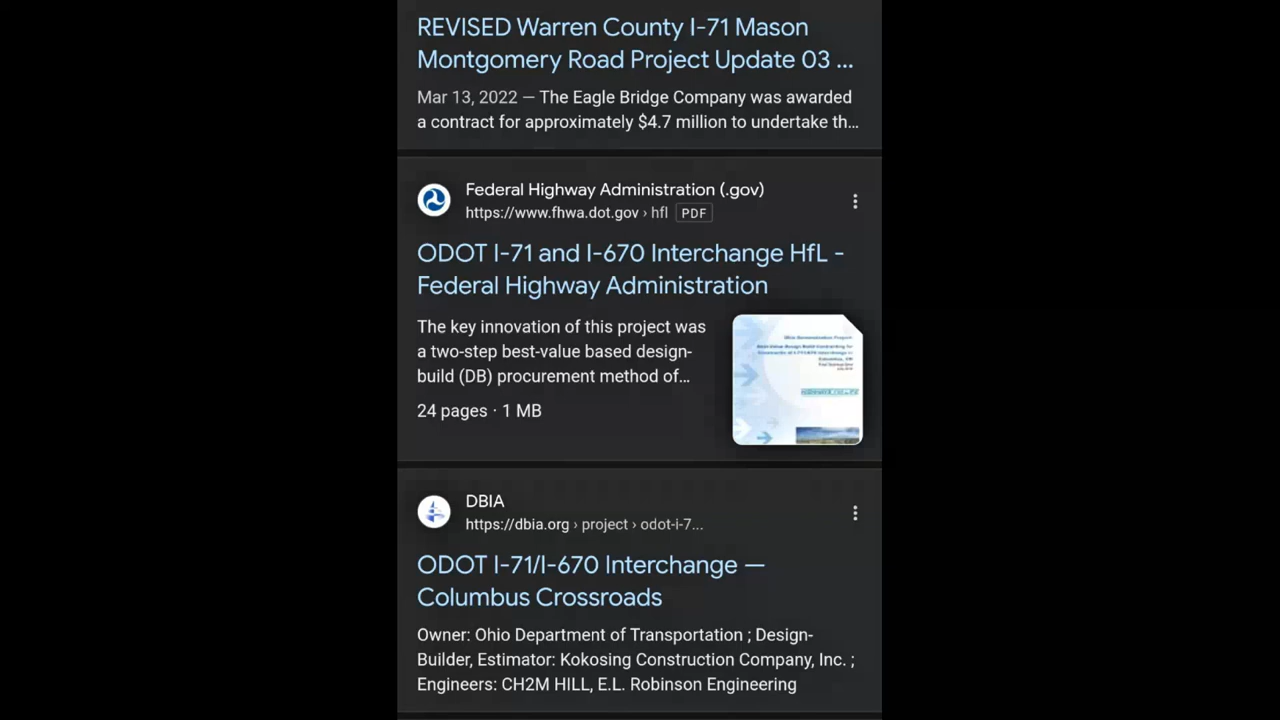 REVISED Warren County I-71 Mason
Montgomery Road Project Update 03 ...
Mar 13, 2022 — The Eagle Bridge Company was awarded
a contract for approximately $4.7 million to undertake th...
Federal Highway Administration (.gov)
https://www.fhwa.dot.gov › hfl PDF
ODOT I-71 and I-670 Interchange HfL -
Federal Highway Administration
The key innovation of this project was
a two-step best-value based design-
build (DB) procurement method of...
24 pages · 1 MB
DBIA
https://dbia.org › project › odot-i-7...
ODOT I-71/I-670 Interchange —
Columbus Crossroads
Owner: Ohio Department of Transportation ; Design-
Builder, Estimator: Kokosing Construction Company, Inc. ;
Engineers: CH2M HILL, E.L. Robinson Engineering